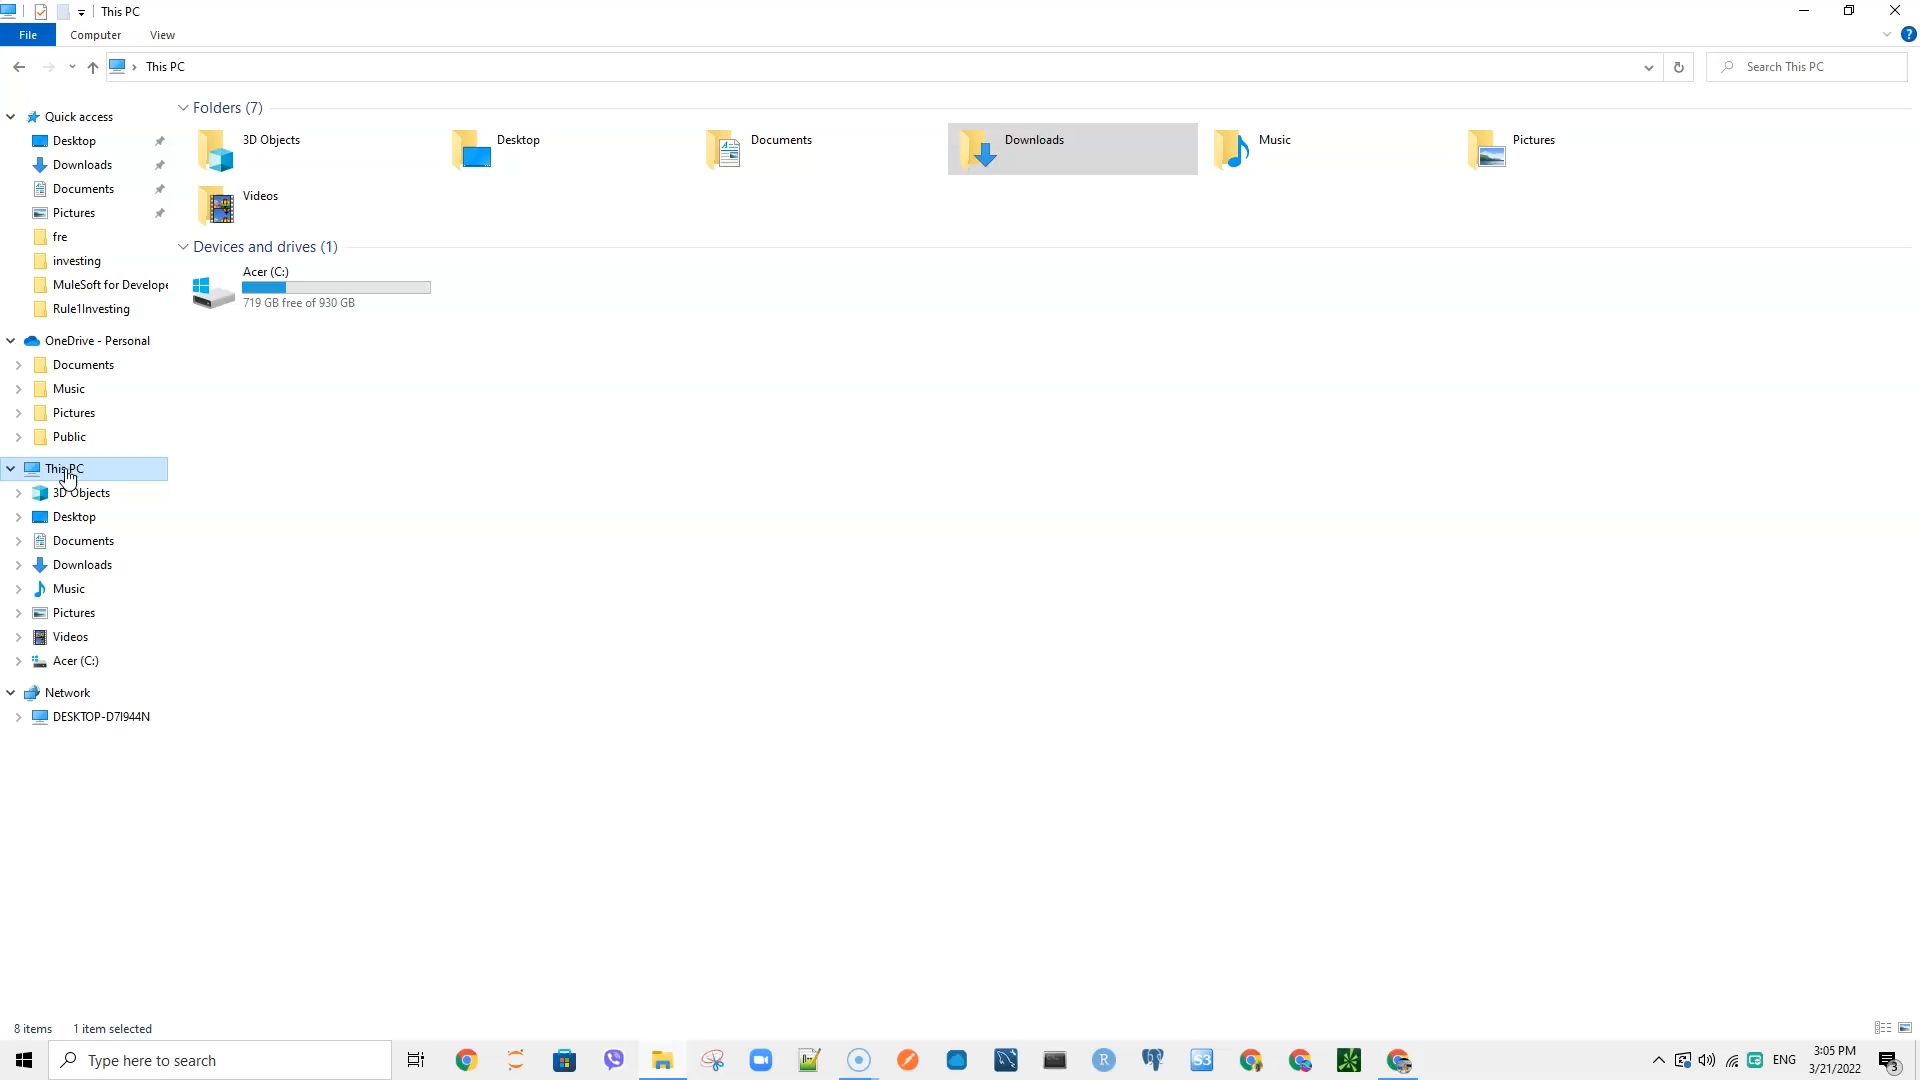 This PC
File Computer View
This PC
Search This PC
Quick access
Desktop
Downloads
Documents
Pictures
fre
investing
MuleSoft for Develope
Rule1Investing
OneDrive - Personal
Documents
Music
Pictures
Public
This PC
3D Objects
Desktop
Documents
Downloads
Music
Pictures
Videos
Acer (C:)
Network
DESKTOP-D7I944N
Folders (7)
3D Objects
Desktop
Documents
Downloads
Music
Pictures
Videos
Devices and drives (1)
Acer (C:)
719 GB free of 930 GB
8 items 1 item selected
Type here to search
R
S3
ENG
3:05 PM
3/21/2022
3